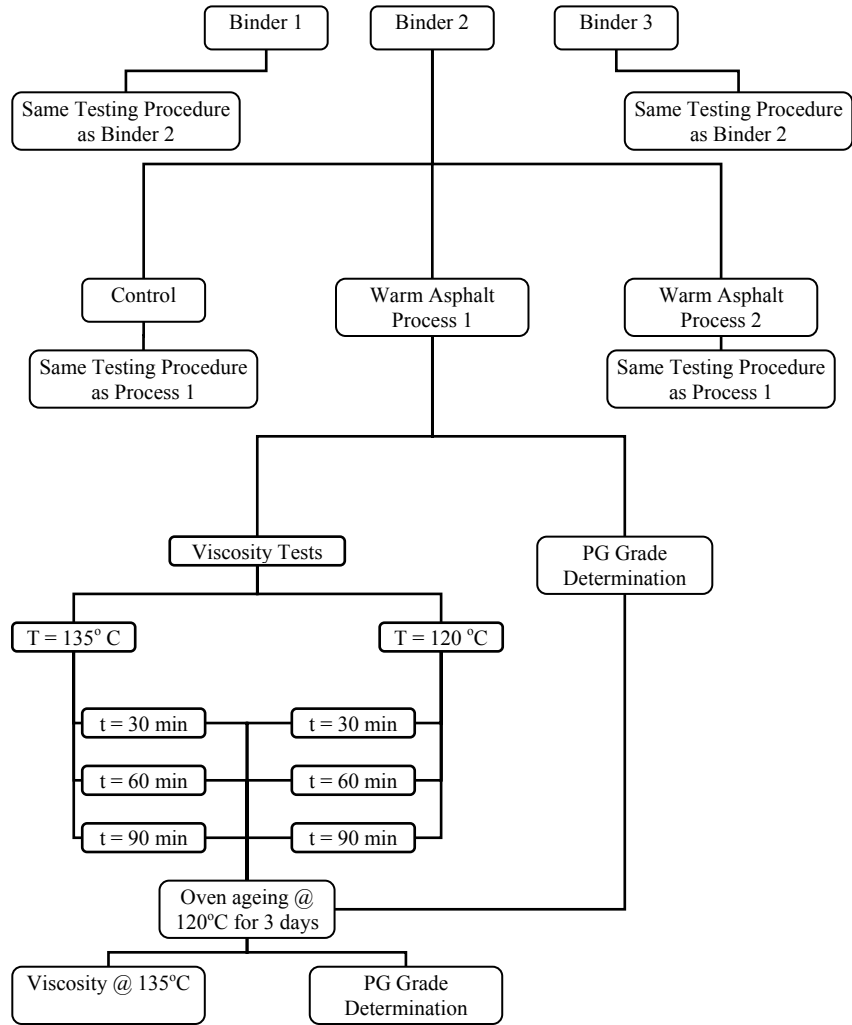 Binder 1
Binder 2
Binder 3
Same Testing Procedure
as Binder 2
Same Testing Procedure
as Binder 2
Control
Warm Asphalt
Process 1
Warm Asphalt
Process 2
Same Testing Procedure
as Process 1
Same Testing Procedure
as Process 1
Viscosity Tests
PG Grade
Determination
T = 135° C
T = 120 °C
t = 30 min
t = 30 min
t = 60 min
t = 60 min
t = 90 min
t = 90 min
Oven ageing @
120°C for 3 days
Viscosity @ 135°C
PG Grade
Determination